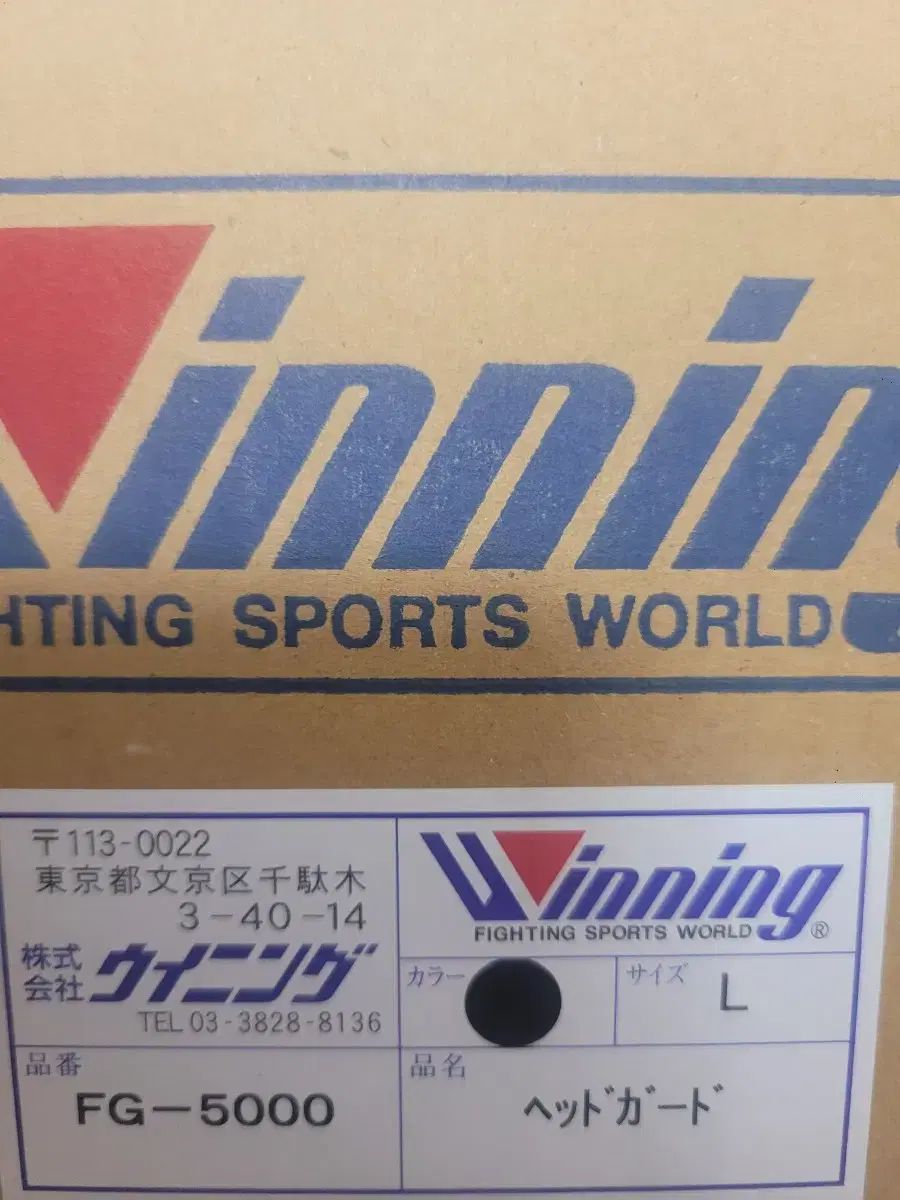 Winning
HTING SPORTS WORLD
〒113-0022
東京都文京区千駄木
3-40-14
株式会社 ウイニング
TEL 03-3828-8136
Winning
FIGHTING SPORTS WORLD ®
カラー
サイズ L
品番
FG-5000
品名
ヘッドガード